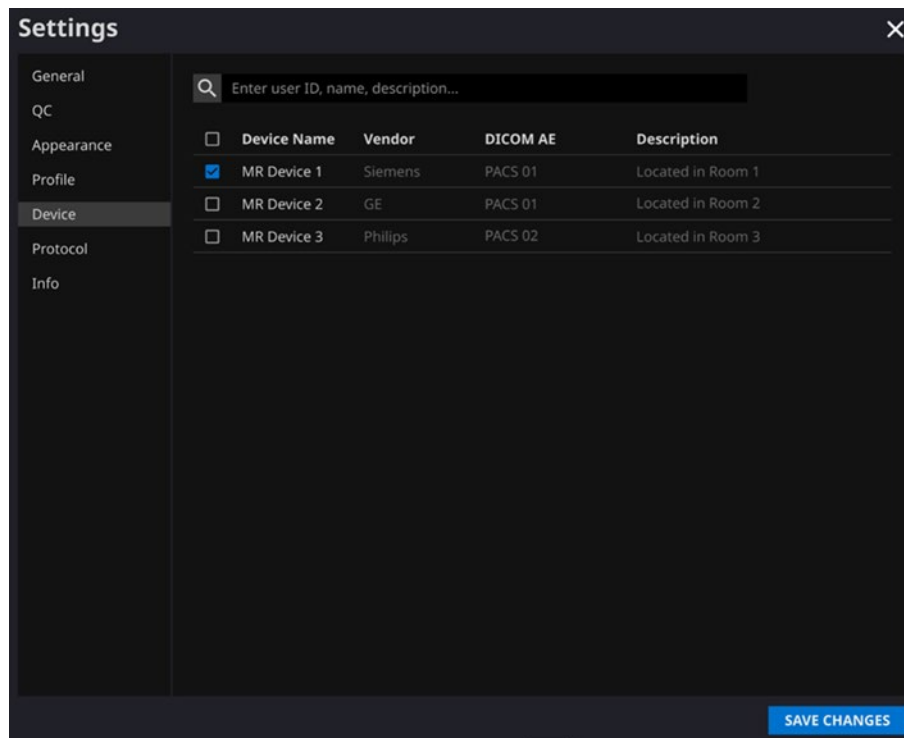 Settings
General
QC
Appearance
Profile
Device
Protocol
Info
Enter user ID, name, description...
Device Name Vendor DICOM AE Description
MR Device 1 Siemens PACS 01 Located in Room 1
MR Device 2 GE PACS 01 Located in Room 2
MR Device 3 Philips PACS 02 Located in Room 3
SAVE CHANGES